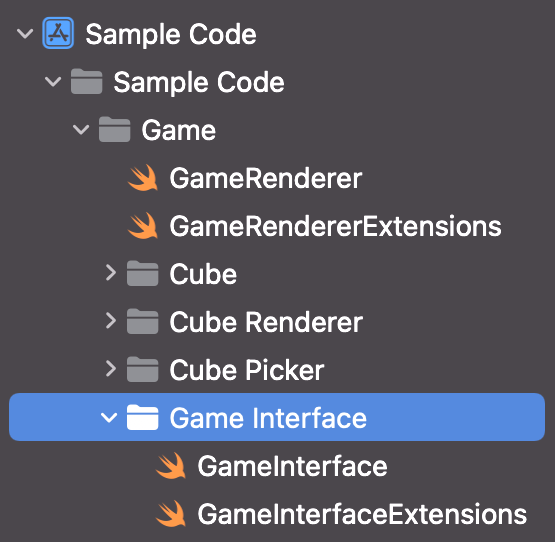 Sample Code
Sample Code
Game
GameRenderer
GameRendererExtensions
Cube
Cube Renderer
Cube Picker
Game Interface
GameInterface
GameInterfaceExtensions